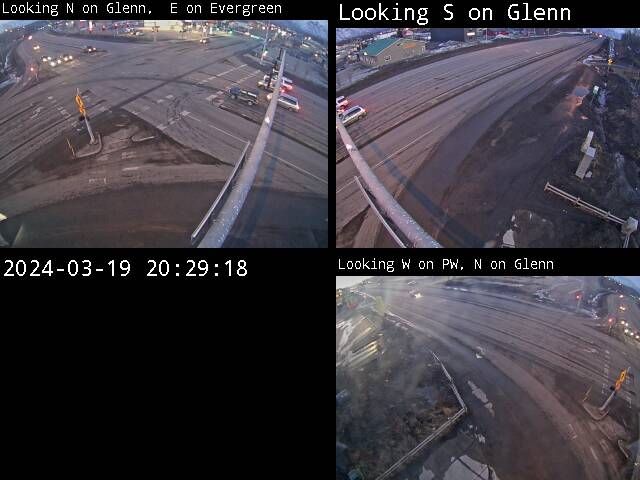 Looking N on Glenn, E on Evergreen
Looking S on Glenn
2024-03-19 20:29:18
Looking W on PW, N on Glenn